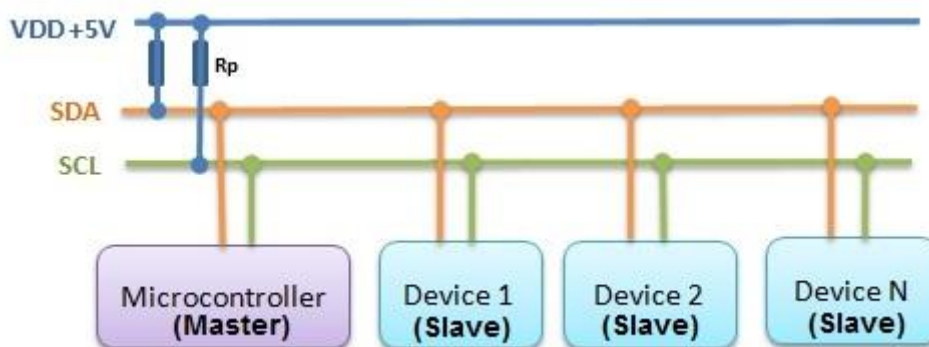 VDD +5V
Rp
SDA
SCL
Microcontroller
(Master)
Device 1
(Slave)
Device 2
(Slave)
Device N
(Slave)